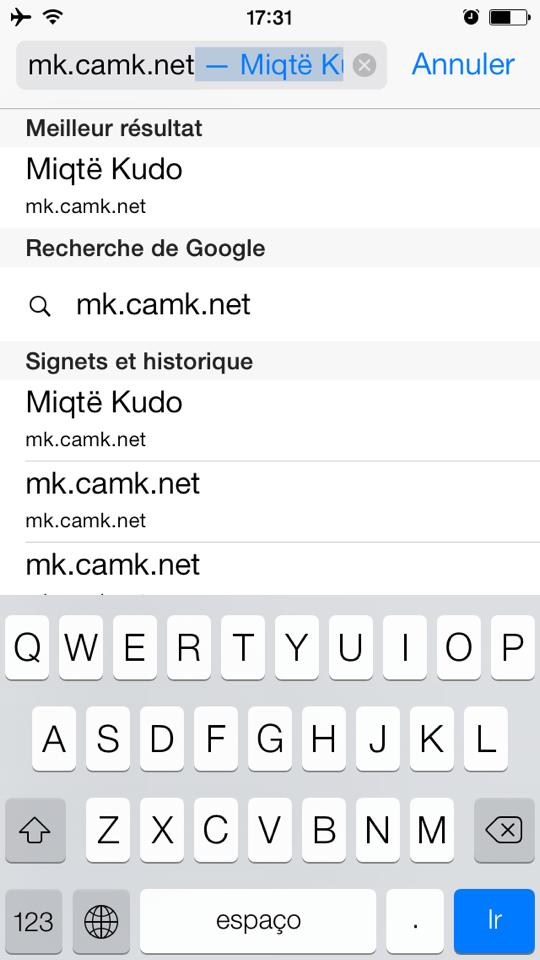 17:31
mk.camk.net — Miqtë K
Annuler
Meilleur résultat
Miqtë Kudo
mk.camk.net
Recherche de Google
mk.camk.net
Signets et historique
Miqtë Kudo
mk.camk.net
mk.camk.net
mk.camk.net
mk.camk.net
Q W E R T Y U I O P
A S D F G H J K L
Z X C V B N M
123 espaço . Ir